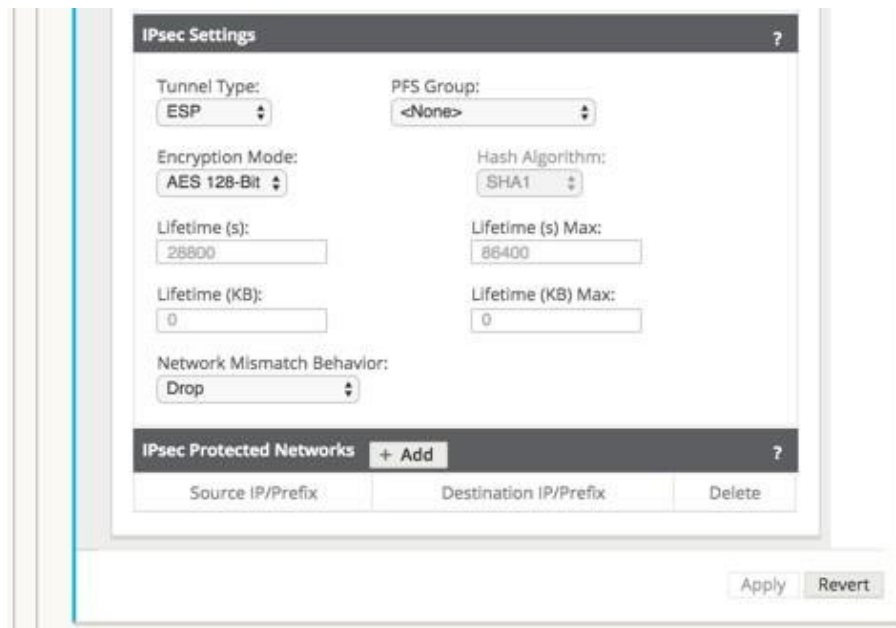 IPsec Settings ?
Tunnel Type: PFS Group:
ESP <None>
Encryption Mode: Hash Algorithm:
AES 128-Bit SHA1
Lifetime (s): Lifetime (s) Max:
28800 86400
Lifetime (KB): Lifetime (KB) Max:
0 0
Network Mismatch Behavior:
Drop
IPsec Protected Networks + Add ?
Source IP/Prefix Destination IP/Prefix Delete
Apply Revert